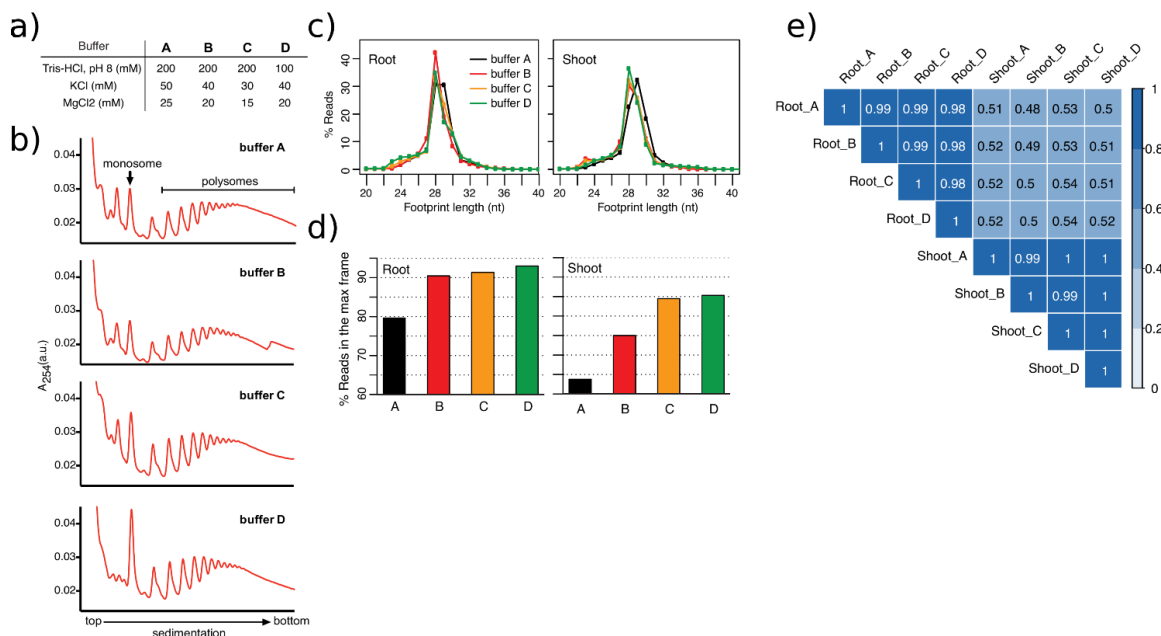 a)
Buffer A B C D
Tris-HCl, pH 8 (mM) 200 200 200 100
KCl (mM) 50 40 30 40
MgCl2 (mM) 25 20 15 20
b)
A254(a.u.)
buffer A
monosome
polysomes
0.04
0.03
0.02
buffer B
0.04
0.03
0.02
buffer C
0.04
0.03
0.02
buffer D
0.04
0.03
0.02
top bottom
sedimentation
c)
% Reads
40
30
20
10
0
Root
buffer A
buffer B
buffer C
buffer D
20 24 28 32 36 40
Footprint length (nt)
Shoot
20 24 28 32 36 40
Footprint length (nt)
d)
% Reads in the max frame
90
80
70
60
Root
A B C D
Shoot
A B C D
e)
Root_A Root_B Root_C Root_D Shoot_A Shoot_B Shoot_C Shoot_D
Root_A 1 0.99 0.99 0.98 0.51 0.48 0.53 0.5
Root_B 1 0.99 0.98 0.52 0.49 0.53 0.51
Root_C 1 0.98 0.52 0.5 0.54 0.51
Root_D 1 0.52 0.5 0.54 0.52
Shoot_A 1 0.99 1 1
Shoot_B 1 0.99 1
Shoot_C 1 1
Shoot_D 1
1
0.8
0.6
0.4
0.2
0